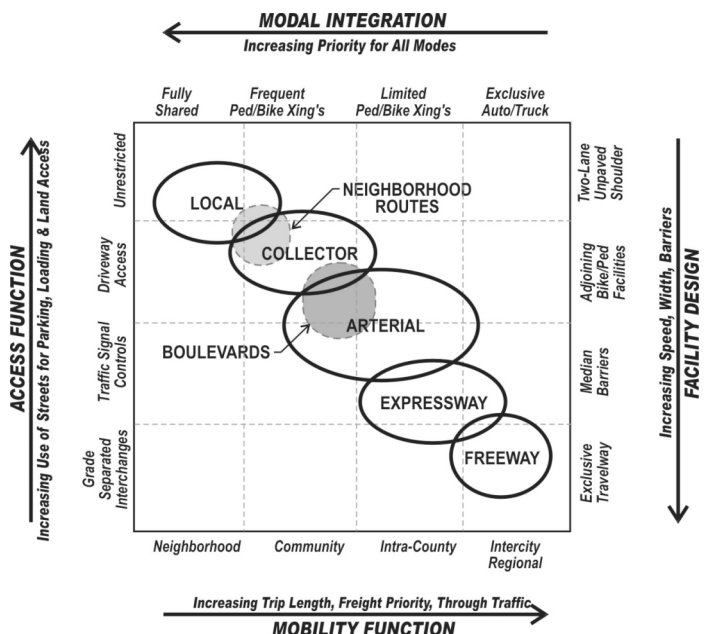 MODAL INTEGRATION
Increasing Priority for All Modes
Fully
Shared
Frequent
Ped/Bike Xing's
Limited
Ped/Bike Xing's
Exclusive
Auto/Truck
ACCESS FUNCTION
Increasing Use of Streets for Parking, Loading & Land Access
Unrestricted
Driveway
Access
Traffic Signal
Controls
Grade
Separated
Interchanges
LOCAL
NEIGHBORHOOD
ROUTES
COLLECTOR
ARTERIAL
BOULEVARDS
EXPRESSWAY
FREEWAY
Two-Lane
Unpaved
Shoulder
Adjoining
Bike/Ped
Facilities
Median
Barriers
Exclusive
Travelway
Increasing Speed, Width, Barriers
FACILITY DESIGN
Neighborhood
Community
Intra-County
Intercity
Regional
Increasing Trip Length, Freight Priority, Through Traffic
MOBILITY FUNCTION